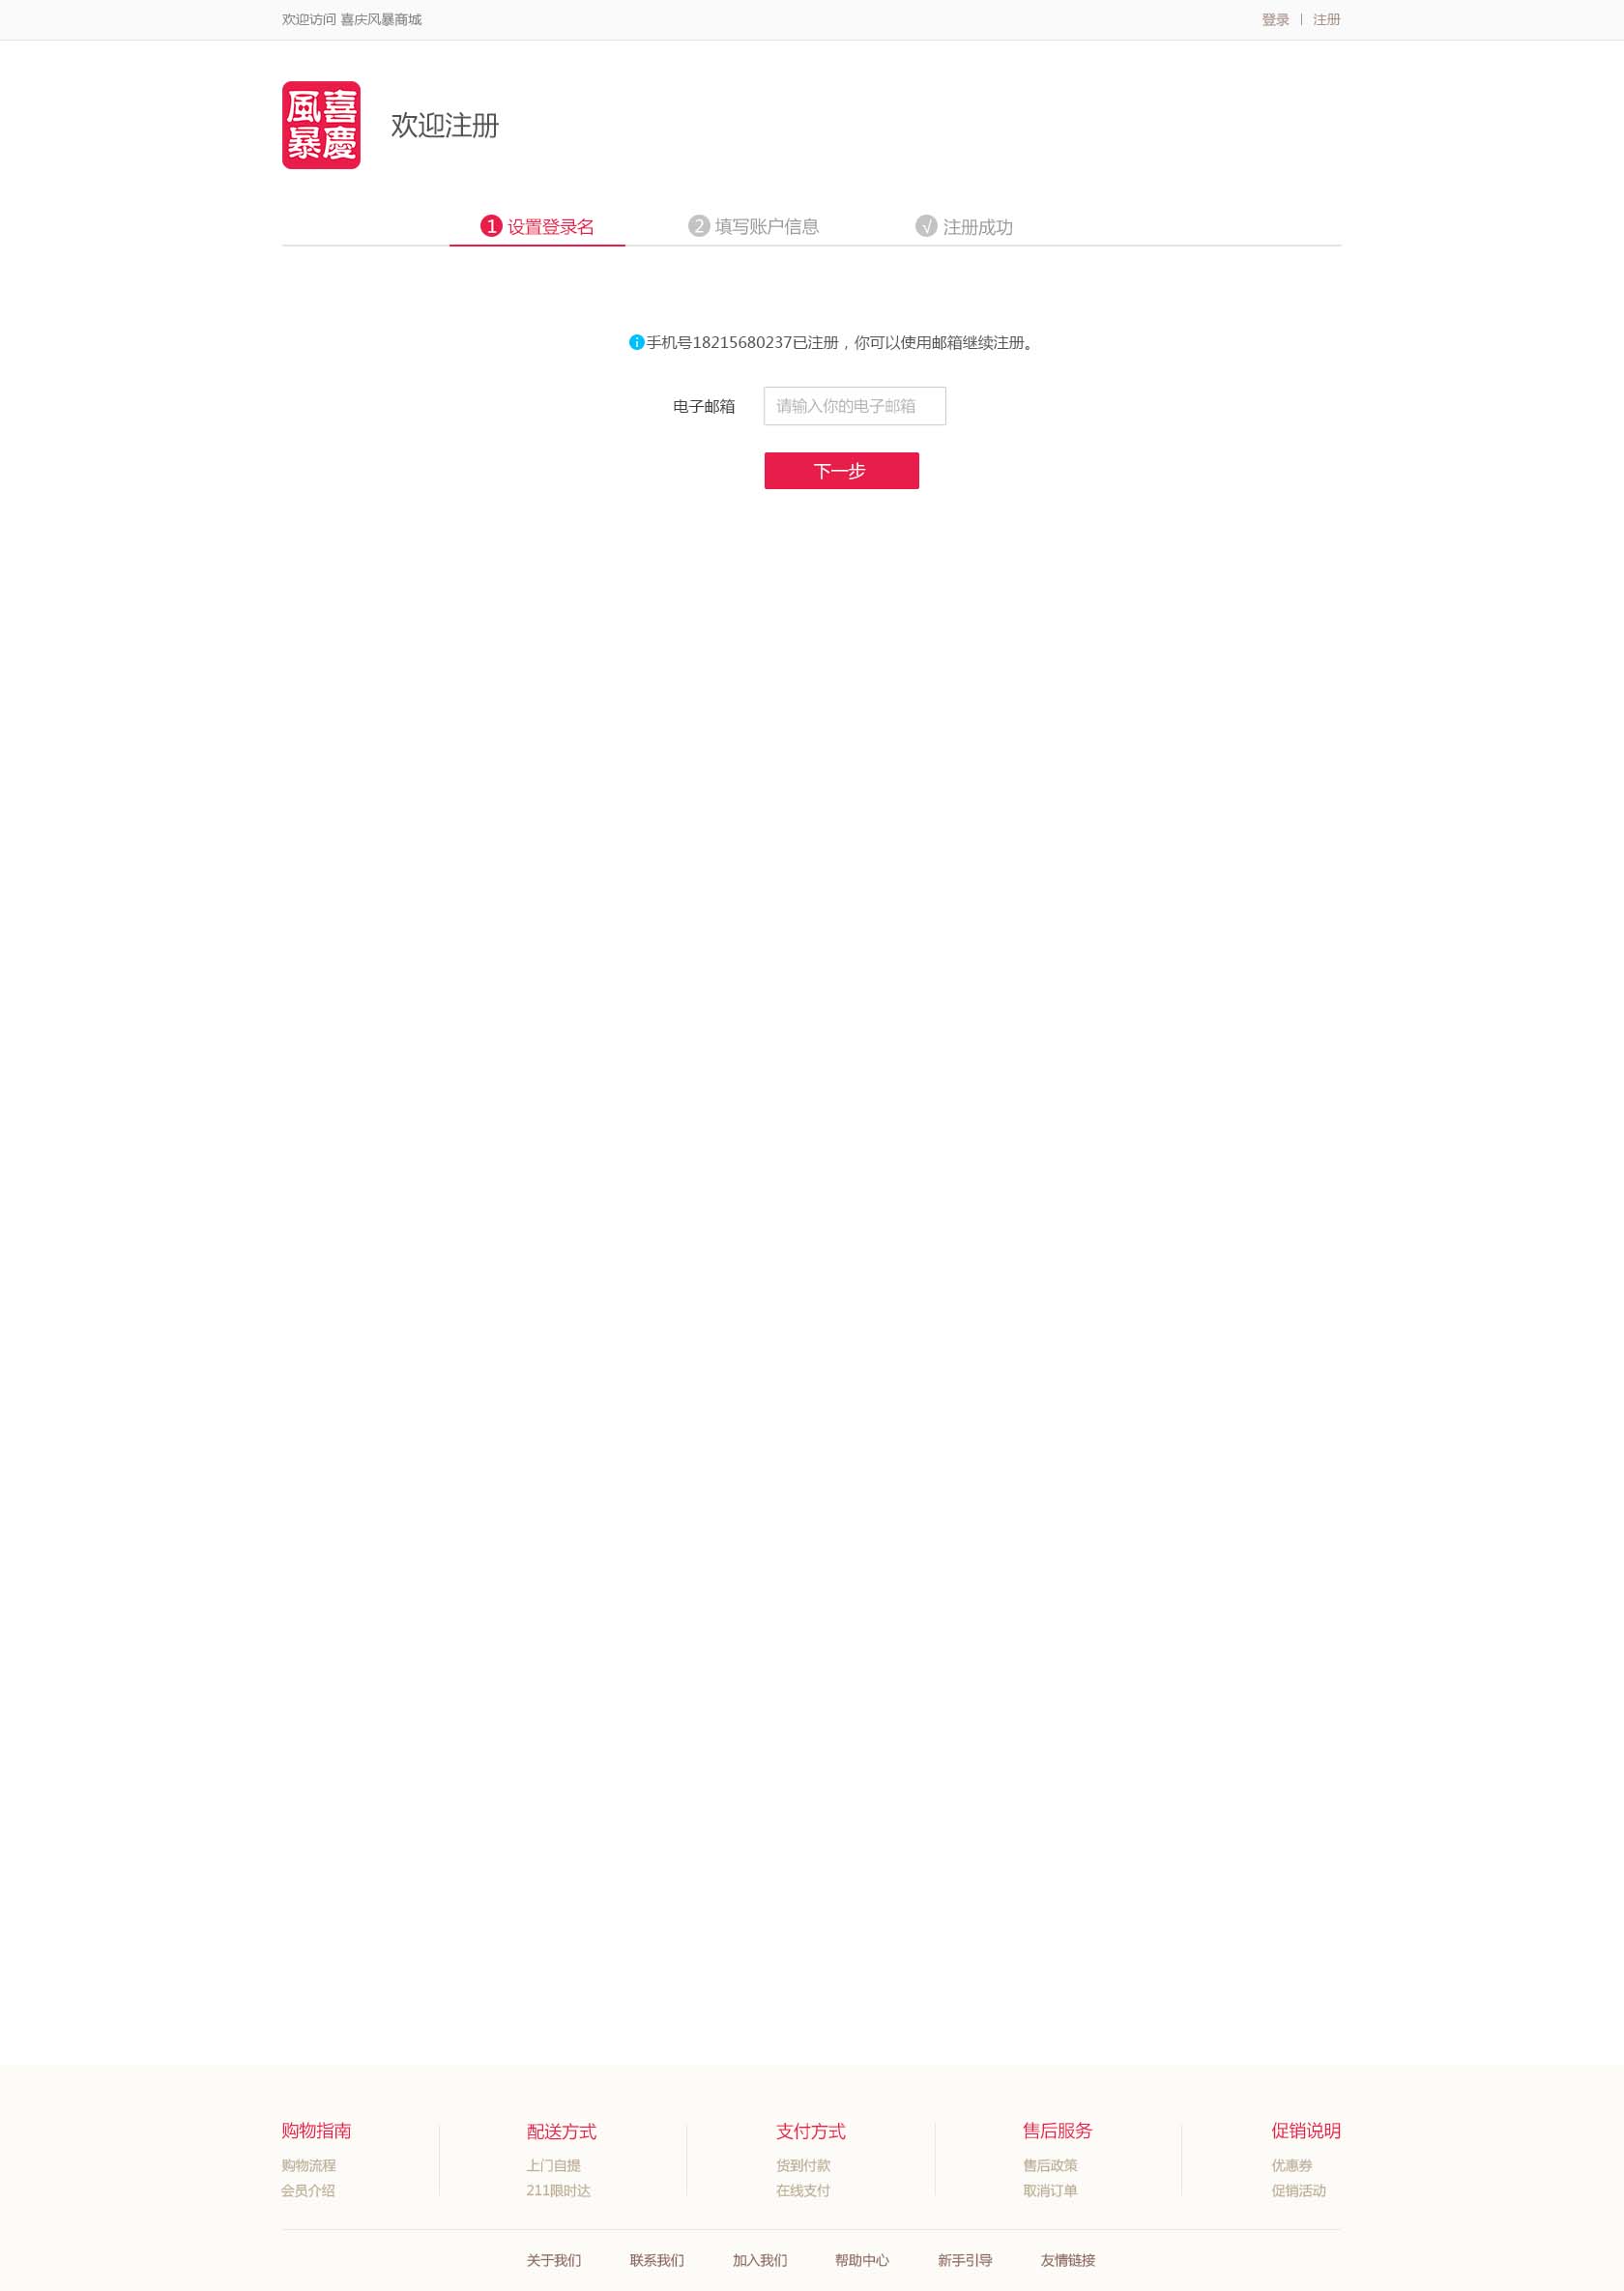 欢迎访问 喜庆风暴商城
登录 | 注册
喜慶
風暴
欢迎注册
1 设置登录名
2 填写账户信息
√ 注册成功
手机号18215680237已注册，你可以使用邮箱继续注册。
电子邮箱 请输入你的电子邮箱
下一步
购物指南 配送方式 支付方式 售后服务 促销说明
购物流程 上门自提 货到付款 售后政策 优惠券
会员介绍 211限时达 在线支付 取消订单 促销活动
关于我们 联系我们 加入我们 帮助中心 新手引导 友情链接